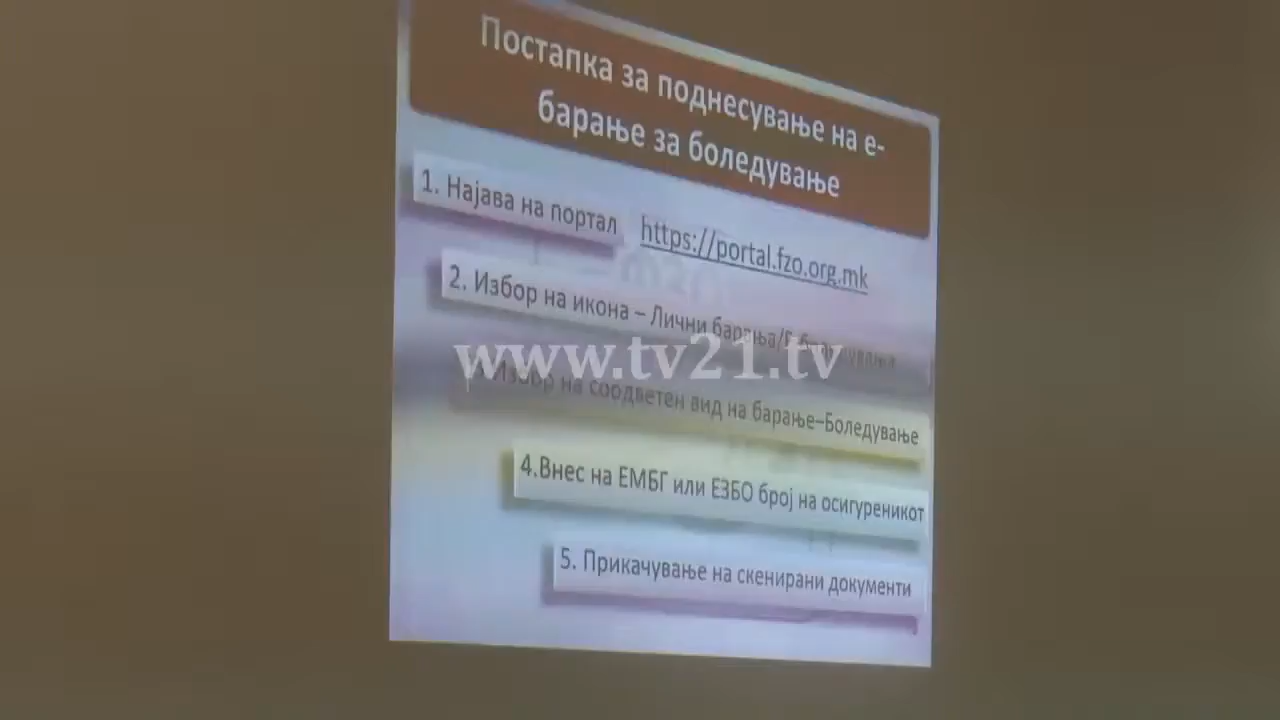 Постапка за поднесување на е-
барање за боледување
1. Најава на портал https://portal.fzo.org.mk
2. Избор на икона – Лични барања/
www.tv21.tv
Избор на соодветен вид на барање–Боледување
4.Внес на ЕМБГ или ЕЗБО број на осигуреникот
5. Прикачување на скенирани документи